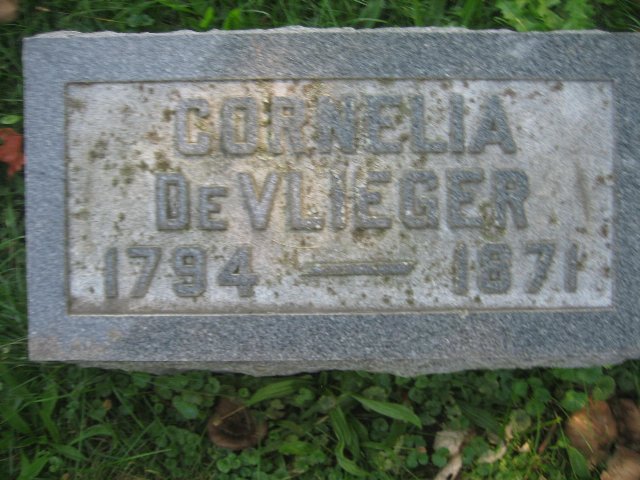 CORNELIA
DeVLIEGER
1794 — 1871